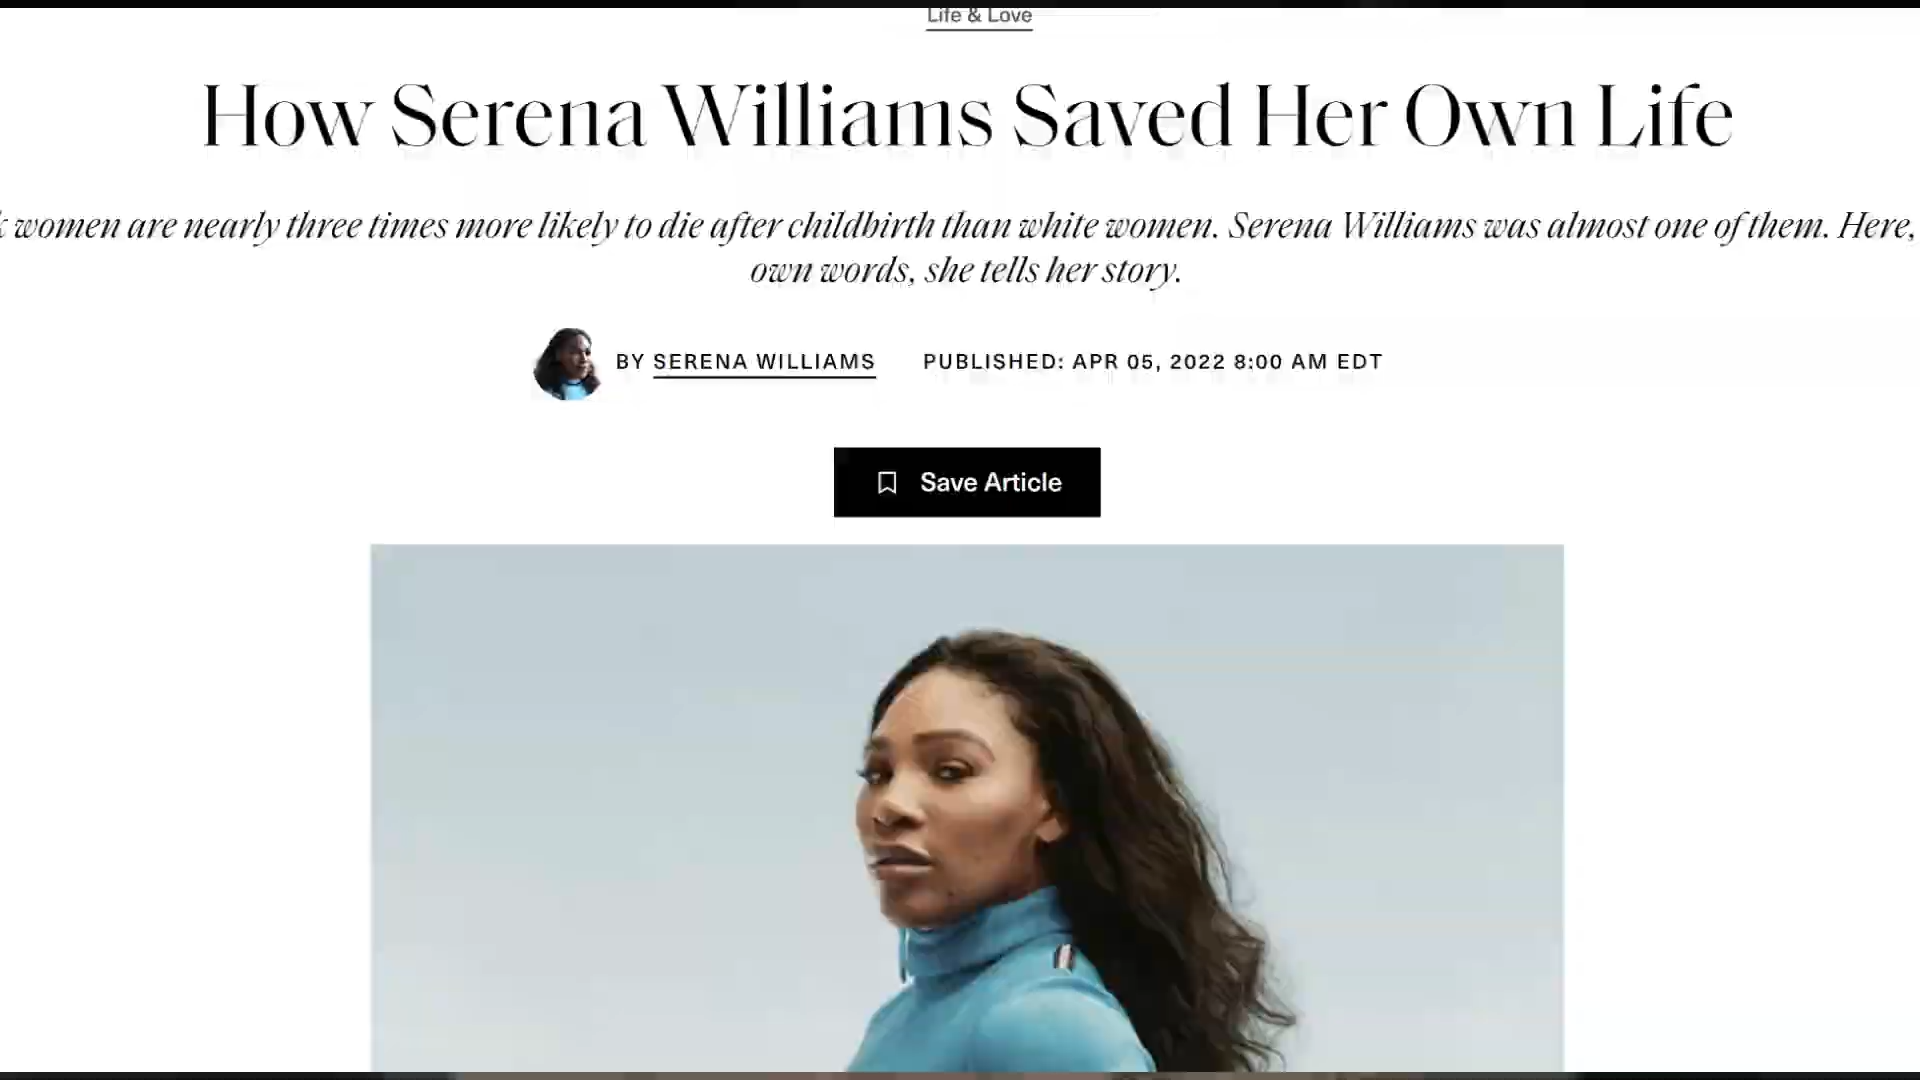 Life & Love
How Serena Williams Saved Her Own Life
women are nearly three times more likely to die after childbirth than white women. Serena Williams was almost one of them. Here,
own words, she tells her story.
BY SERENA WILLIAMS PUBLISHED: APR 05, 2022 8:00 AM EDT
Save Article